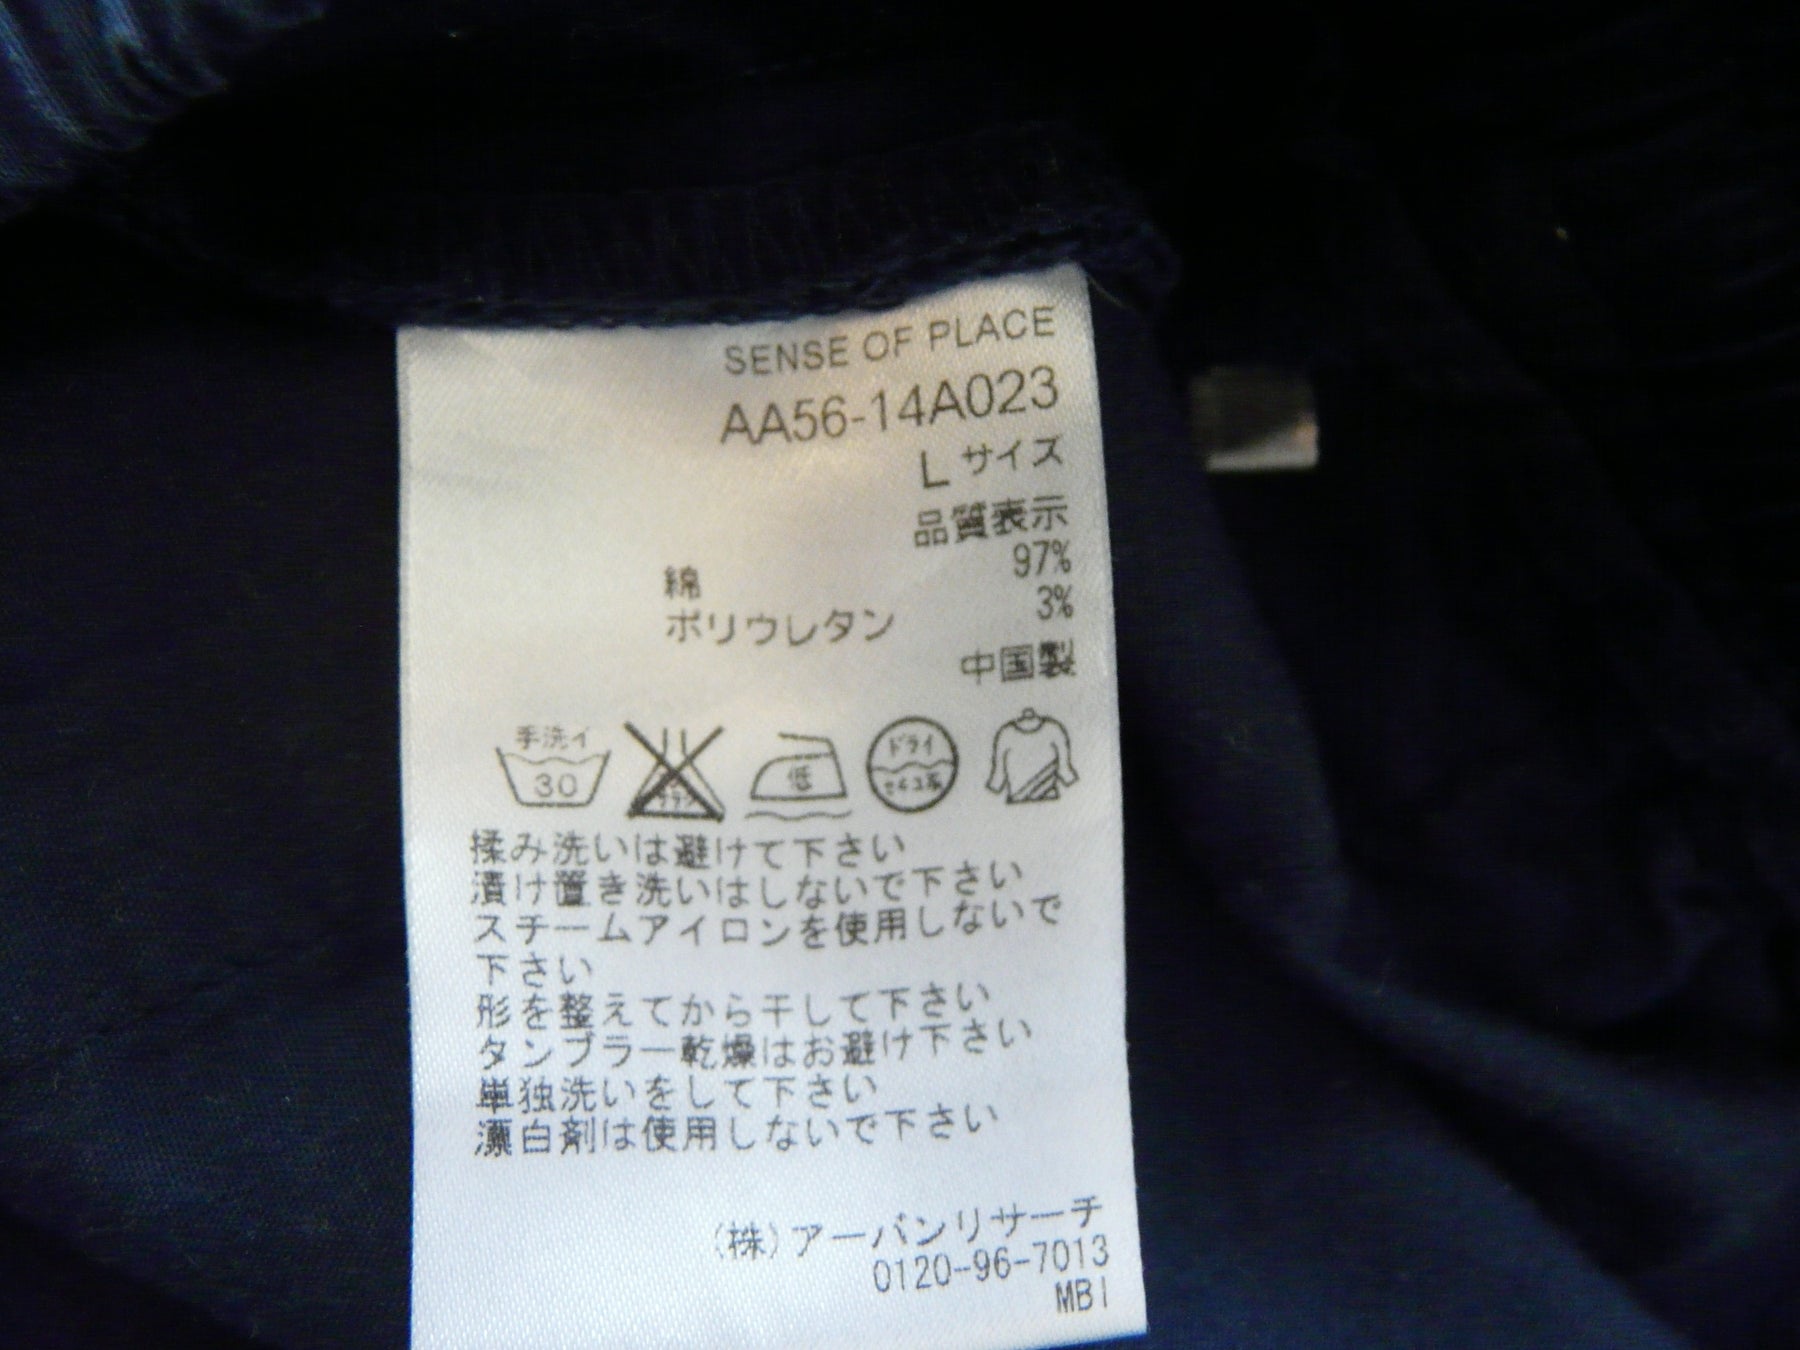 SENSE OF PLACE
AA56-14A023
L サイズ
品質表示
綿 97%
ポリウレタン 3%
中国製
手洗イ
30
低
ドライ
セキユ系
揉み洗いは避けて下さい
漬け置き洗いはしないで下さい
スチームアイロンを使用しないで
下さい
形を整えてから干して下さい
タンブラー乾燥はお避け下さい
単独洗いをして下さい
漂白剤は使用しないで下さい
(株)アーバンリサーチ
0120-96-7013
MBI